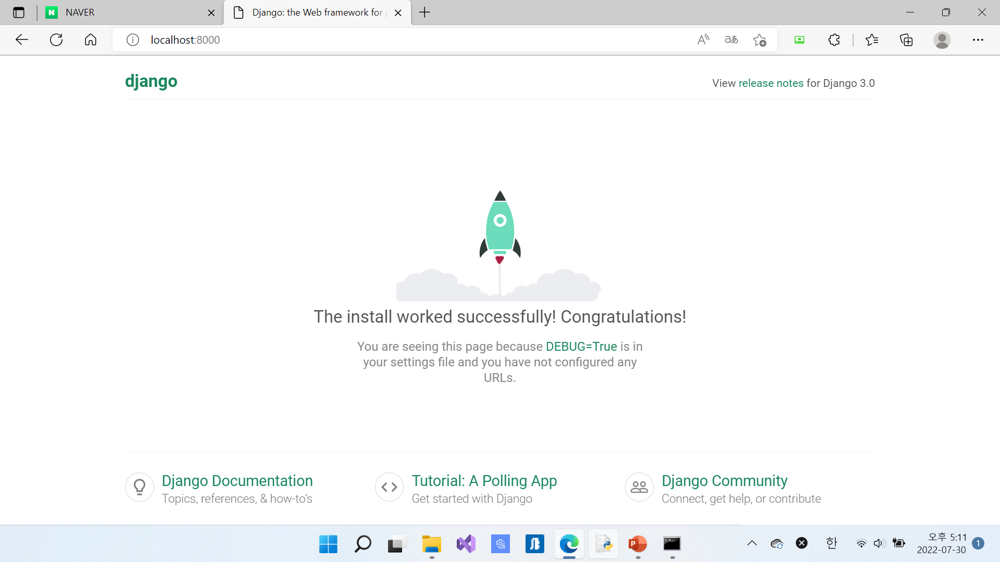 NAVER
Django: the Web framework for
localhost:8000
django
View release notes for Django 3.0
The install worked successfully! Congratulations!
You are seeing this page because DEBUG=True is in
your settings file and you have not configured any
URLs.
Django Documentation
Topics, references, & how-to’s
Tutorial: A Polling App
Get started with Django
Django Community
Connect, get help, or contribute
한
오후 5:11
2022-07-30
1